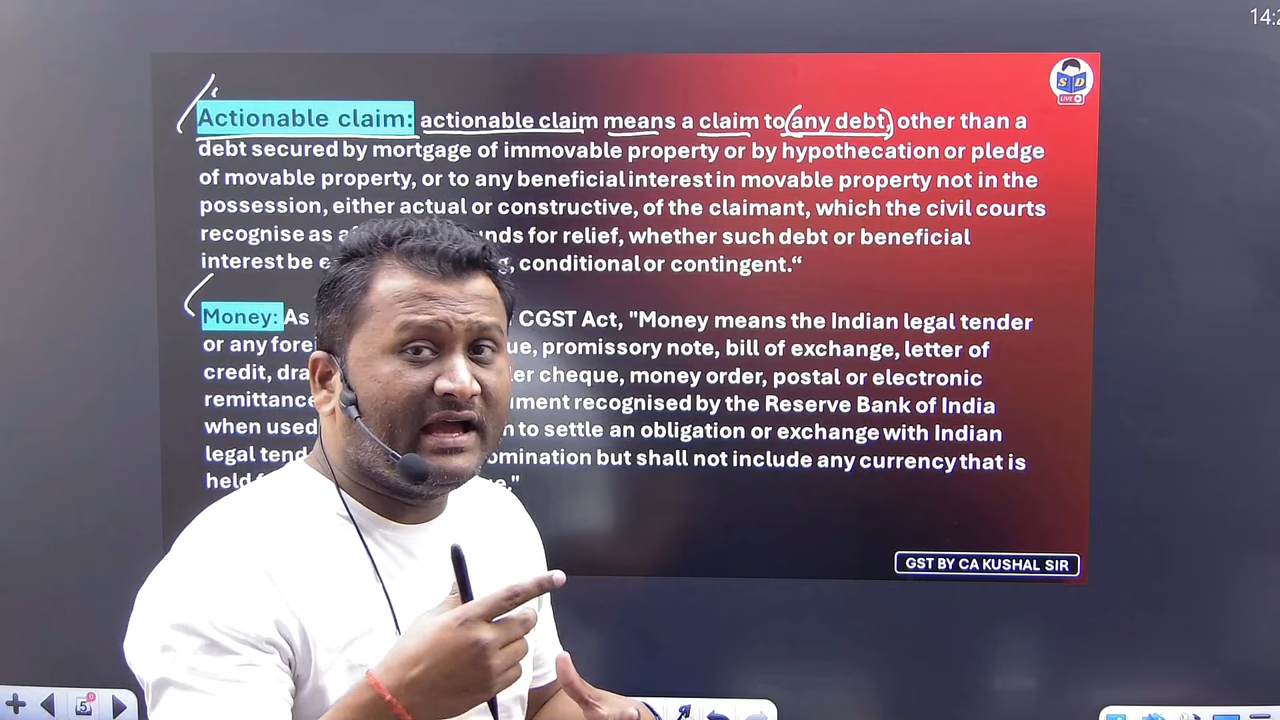 14:2
S D
LIVE
Actionable claim: actionable claim means a claim to any debt, other than a
debt secured by mortgage of immovable property or by hypothecation or pledge
of movable property, or to any beneficial interest in movable property not in the
possession, either actual or constructive, of the claimant, which the civil courts
recognise as nds for relief, whether such debt or beneficial
interest be , conditional or contingent.“
Money: As CGST Act, "Money means the Indian legal tender
or any ue, promissory note, bill of exchange, letter of
credit, cheque, money order, postal or electronic
remittance ument recognised by the Reserve Bank of India
when used to settle an obligation or exchange with Indian
legal omination but shall not include any currency that is
held
GST BY CA KUSHAL SIR
5